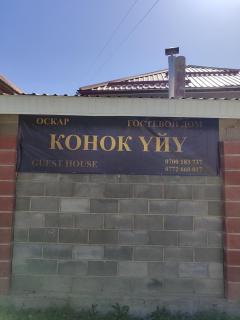 ОСКАР ГОСТЕВОЙ ДОМ
КОНОК ҮЙҮ
GUEST HOUSE 0700 183 737
0772 660 017